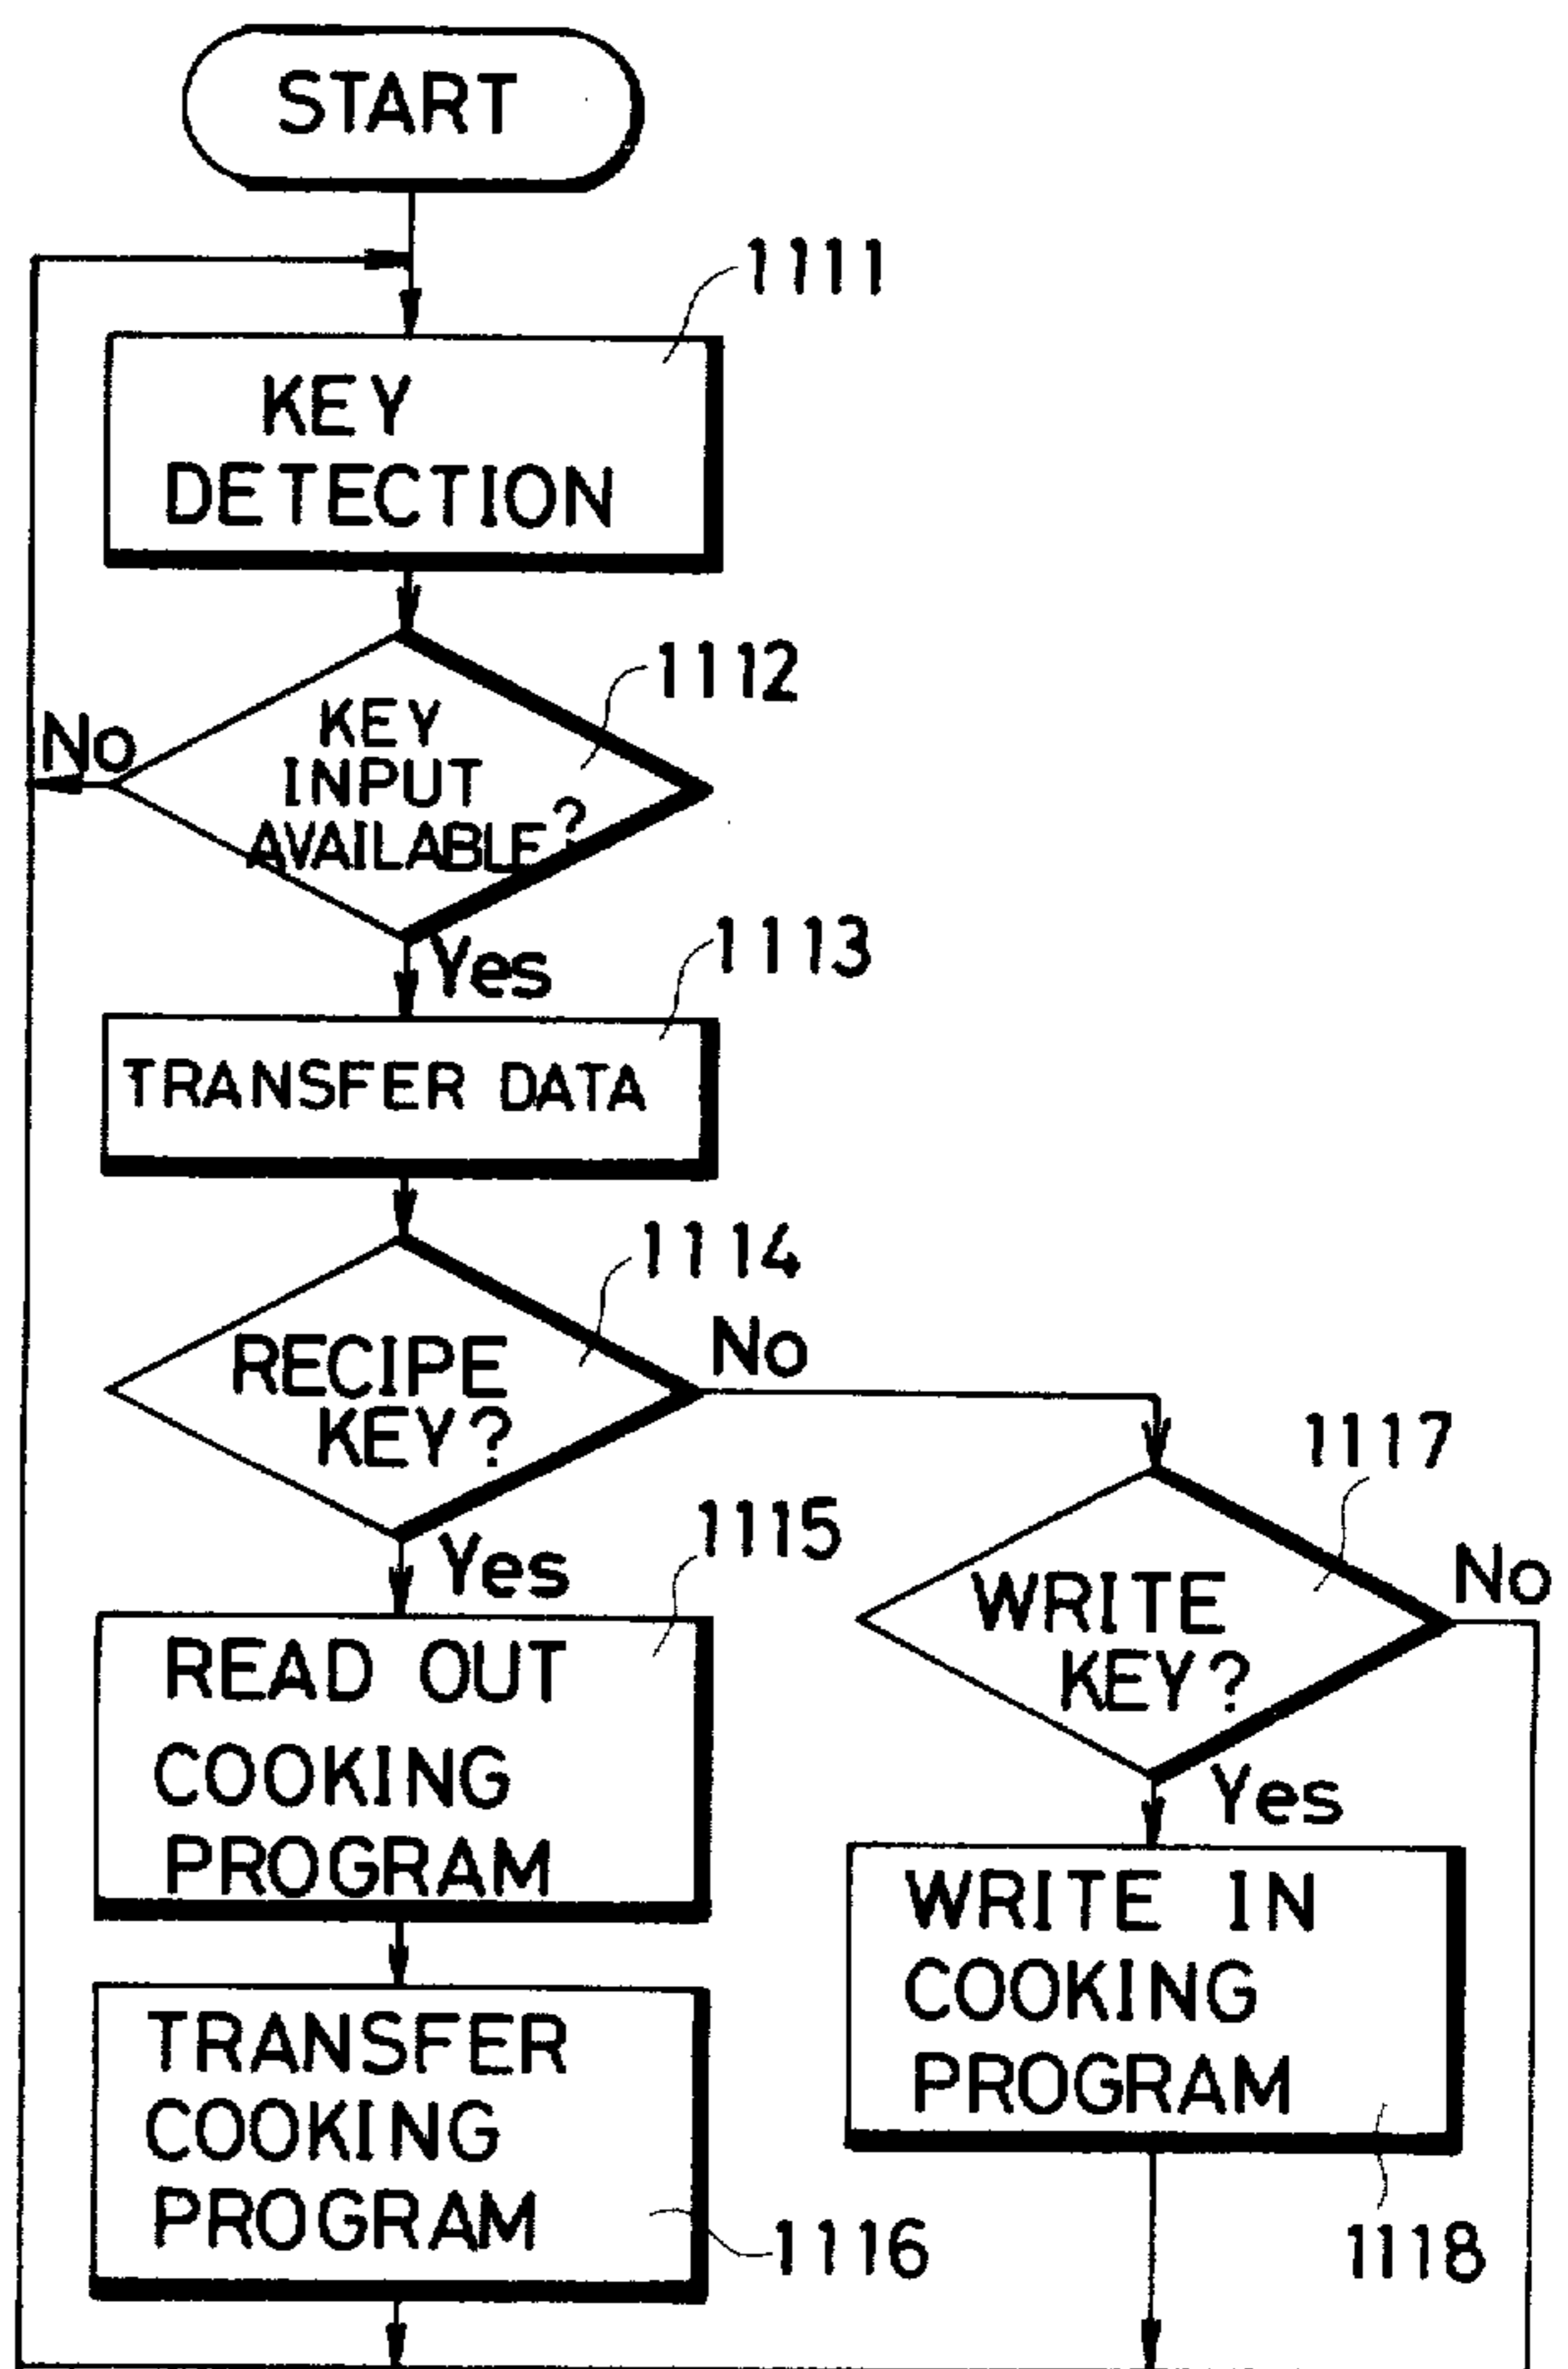 START
1111
KEY
DETECTION
1112
No
KEY
INPUT
AVAILABLE?
Yes
1113
TRANSFER DATA
1114
RECIPE
KEY?
No
Yes
1115
READ OUT
COOKING
PROGRAM
1117
WRITE
KEY?
No
Yes
TRANSFER
COOKING
PROGRAM
1116
WRITE IN
COOKING
PROGRAM
1118